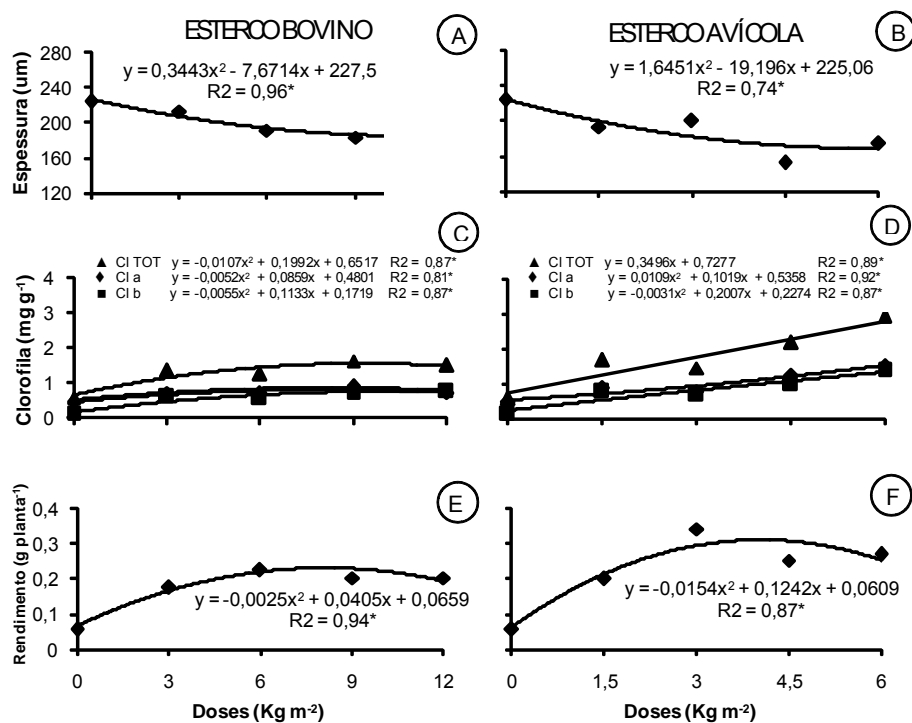 ESTERCO BOVINO
A
ESTERCO AVÍCOLA
B
Espessura (um)
280
240
200
160
120
y = 0,3443x² - 7,6714x + 227,5
R2 = 0,96*
y = 1,6451x² - 19,196x + 225,06
R2 = 0,74*
C
D
Cl TOT y = -0,0107x² + 0,1992x + 0,6517 R2 = 0,87*
Cl a y = -0,0052x² + 0,0859x + 0,4801 R2 = 0,81*
Cl b y = -0,0055x² + 0,1133x + 0,1719 R2 = 0,87*
Cl TOT y = 0,3496x + 0,7277 R2 = 0,89*
Cl a y = 0,0109x² + 0,1019x + 0,5358 R2 = 0,92*
Cl b y = -0,0031x² + 0,2007x + 0,2274 R2 = 0,87*
Clorofila (mg g⁻¹)
4
3
2
1
0
E
F
Rendimento (g planta⁻¹)
0,4
0,3
0,2
0,1
0
y = -0,0025x² + 0,0405x + 0,0659
R2 = 0,94*
y = -0,0154x² + 0,1242x + 0,0609
R2 = 0,87*
0 3 6 9 12
0 1,5 3 4,5 6
Doses (Kg m⁻²)
Doses (Kg m⁻²)